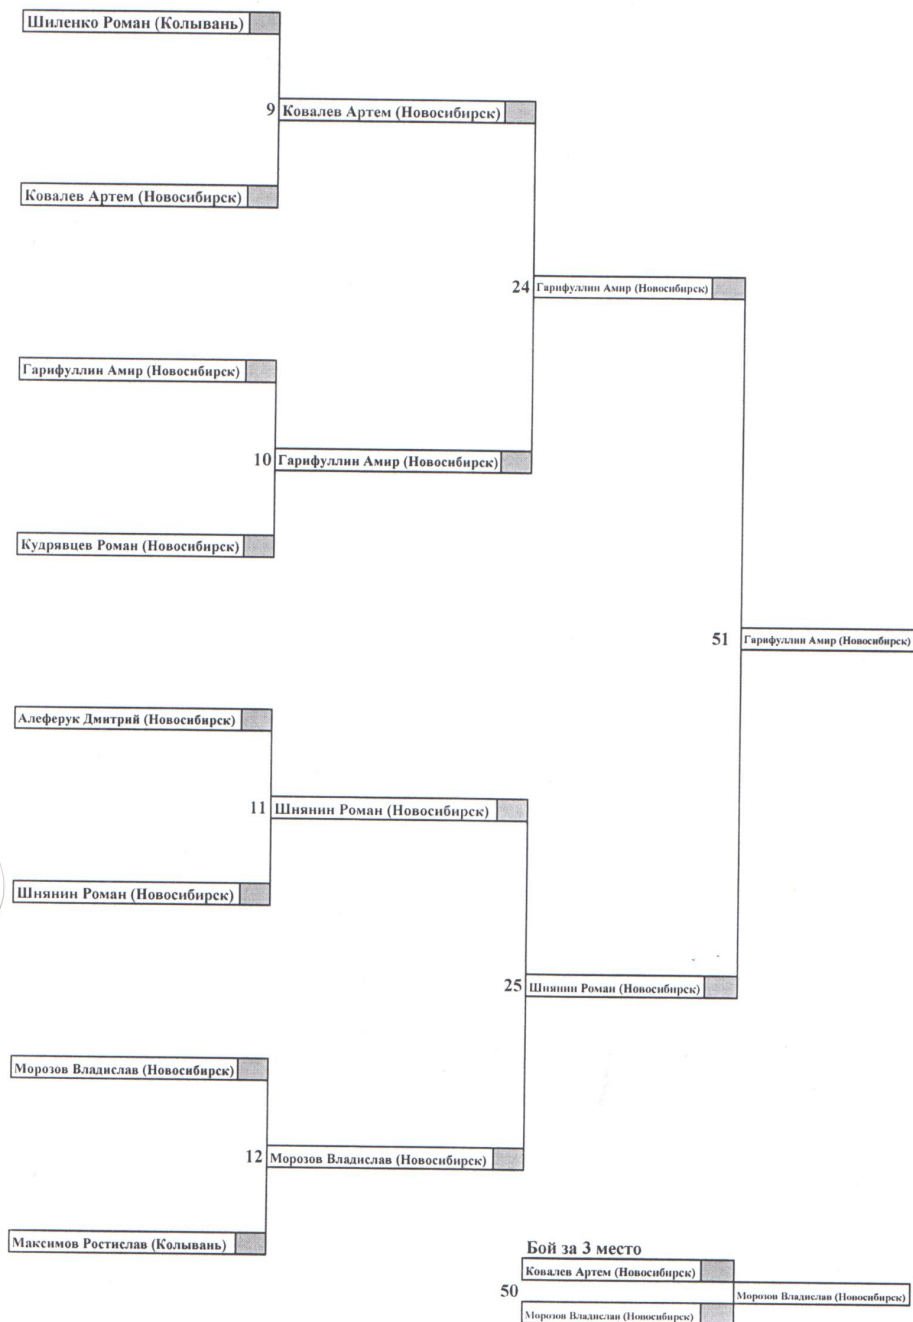 Шиленко Роман (Колывань)
9 Ковалев Артем (Новосибирск)
Ковалев Артем (Новосибирск)
24 Гарифуллин Амир (Новосибирск)
Гарифуллин Амир (Новосибирск)
10 Гарифуллин Амир (Новосибирск)
Кудрявцев Роман (Новосибирск)
51 Гарифуллин Амир (Новосибирск)
Алеферук Дмитрий (Новосибирск)
11 Шнянин Роман (Новосибирск)
Шнянин Роман (Новосибирск)
25 Шнянин Роман (Новосибирск)
Морозов Владислав (Новосибирск)
12 Морозов Владислав (Новосибирск)
Максимов Ростислав (Колывань)
Бой за 3 место
Ковалев Артем (Новосибирск)
50 Морозов Владислав (Новосибирск)
Морозов Владислав (Новосибирск)